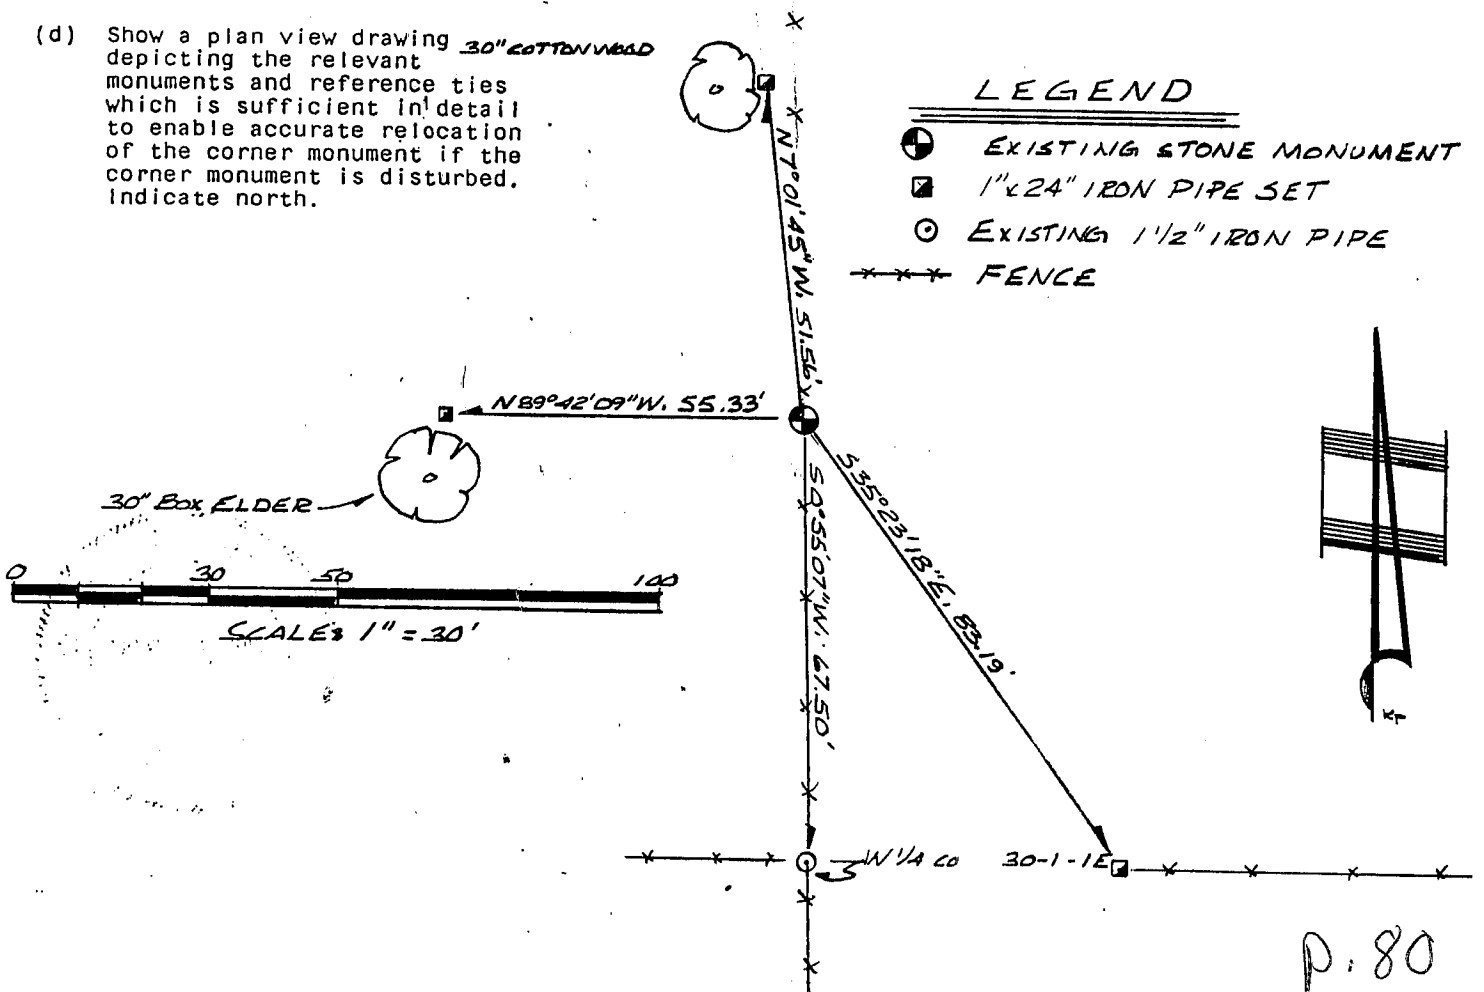 (d) Show a plan view drawing
depicting the relevant
monuments and reference ties
which is sufficient in detail
to enable accurate relocation
of the corner monument if the
corner monument is disturbed.
Indicate north.
30" COTTONWOOD
LEGEND
EXISTING STONE MONUMENT
1"x24" IRON PIPE SET
EXISTING 1 1/2" IRON PIPE
FENCE
N7°01'45"W. 51.56'
N89°42'09"W. 55.33'
30" BOX ELDER
S0°55'07"W. 67.50'
S35°23'18"E. 83.19'
0 30 50 100
SCALE: 1" = 30'
W 1/4 CO 30-1-1E
KP
p. 80